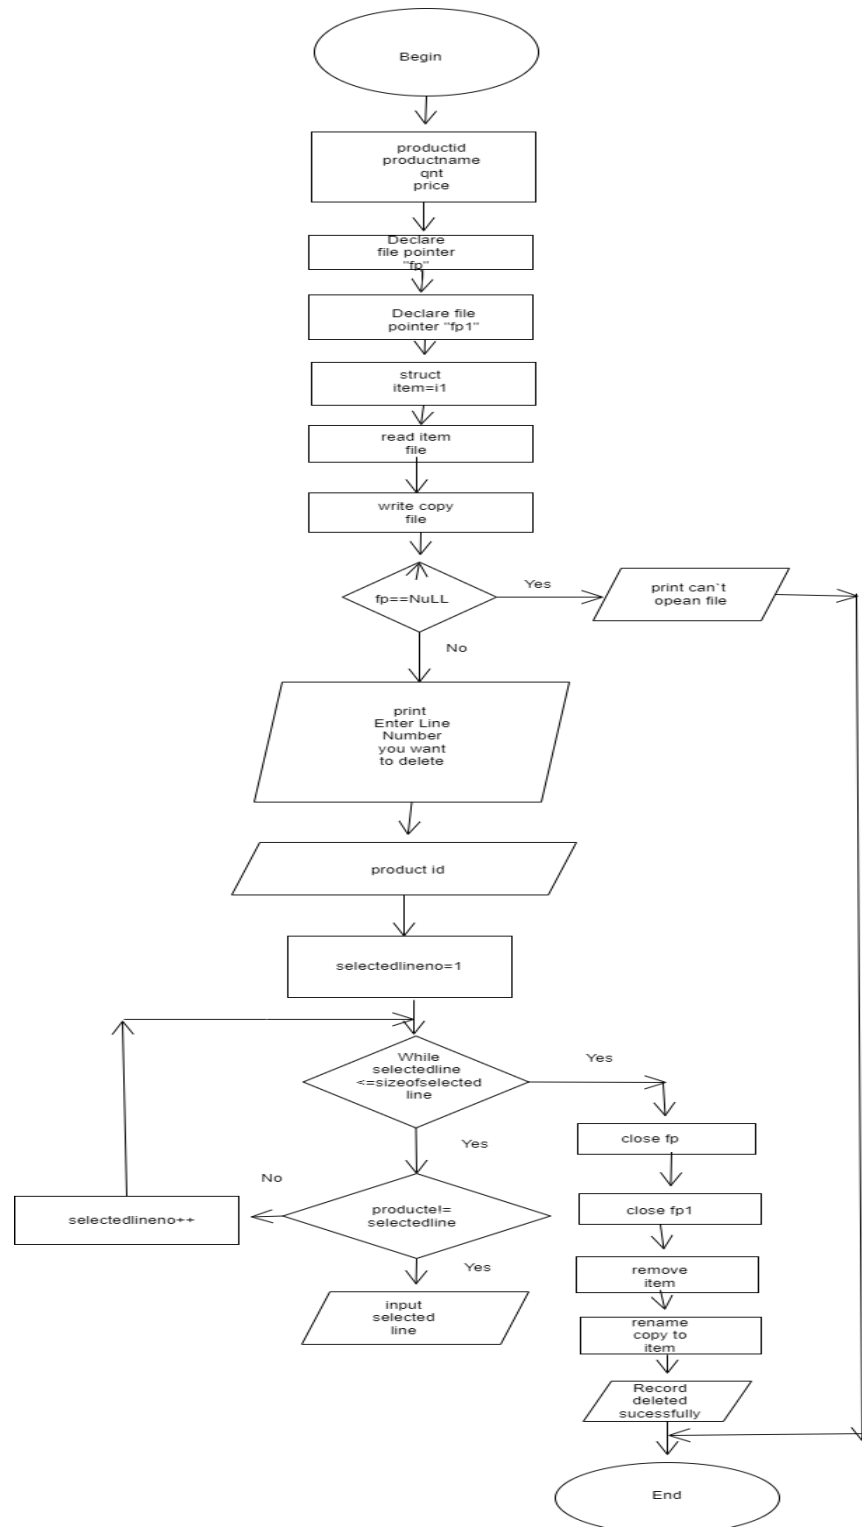 Begin
productid
productname
qnt
price
Declare
file pointer
"fp"
Declare file
pointer "fp1"
struct
item=i1
read item
file
write copy
file
fp==NuLL
Yes
print can`t
opean file
No
print
Enter Line
Number
you want
to delete
product id
selectedlineno=1
While
selectedline
<=sizeofselected
line
Yes
Yes
close fp
No
producte!=
selectedline
selectedlineno++
close fp1
Yes
remove
item
input
selected
line
rename
copy to
item
Record
deleted
sucessfully
End